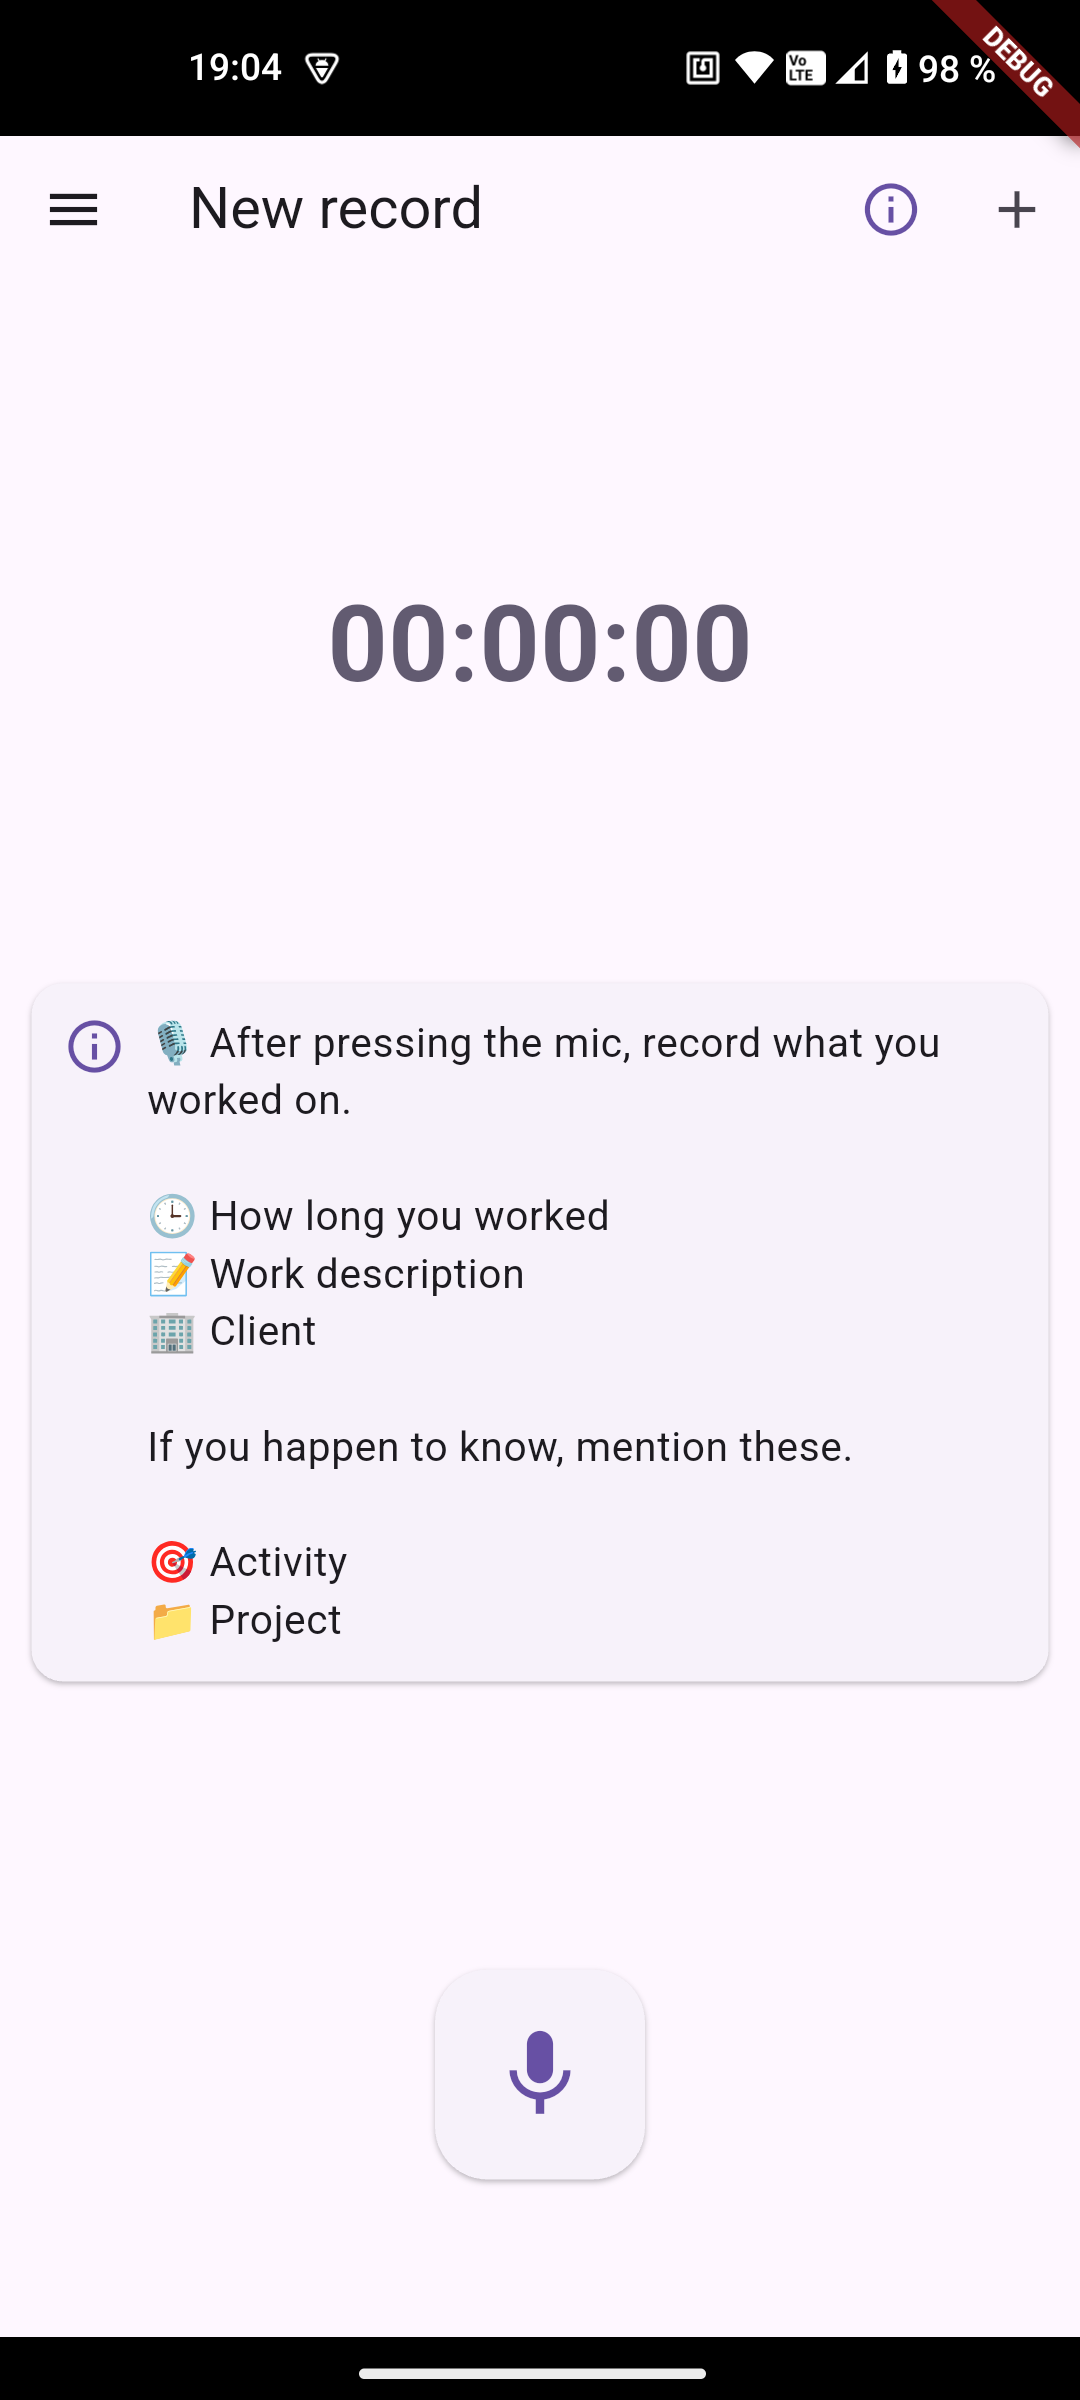 19:04
Vo
LTE
98 %
DEBUG
New record
00:00:00
🎙️ After pressing the mic, record what you
worked on.
🕒 How long you worked
📝 Work description
🏢 Client
If you happen to know, mention these.
🎯 Activity
📁 Project